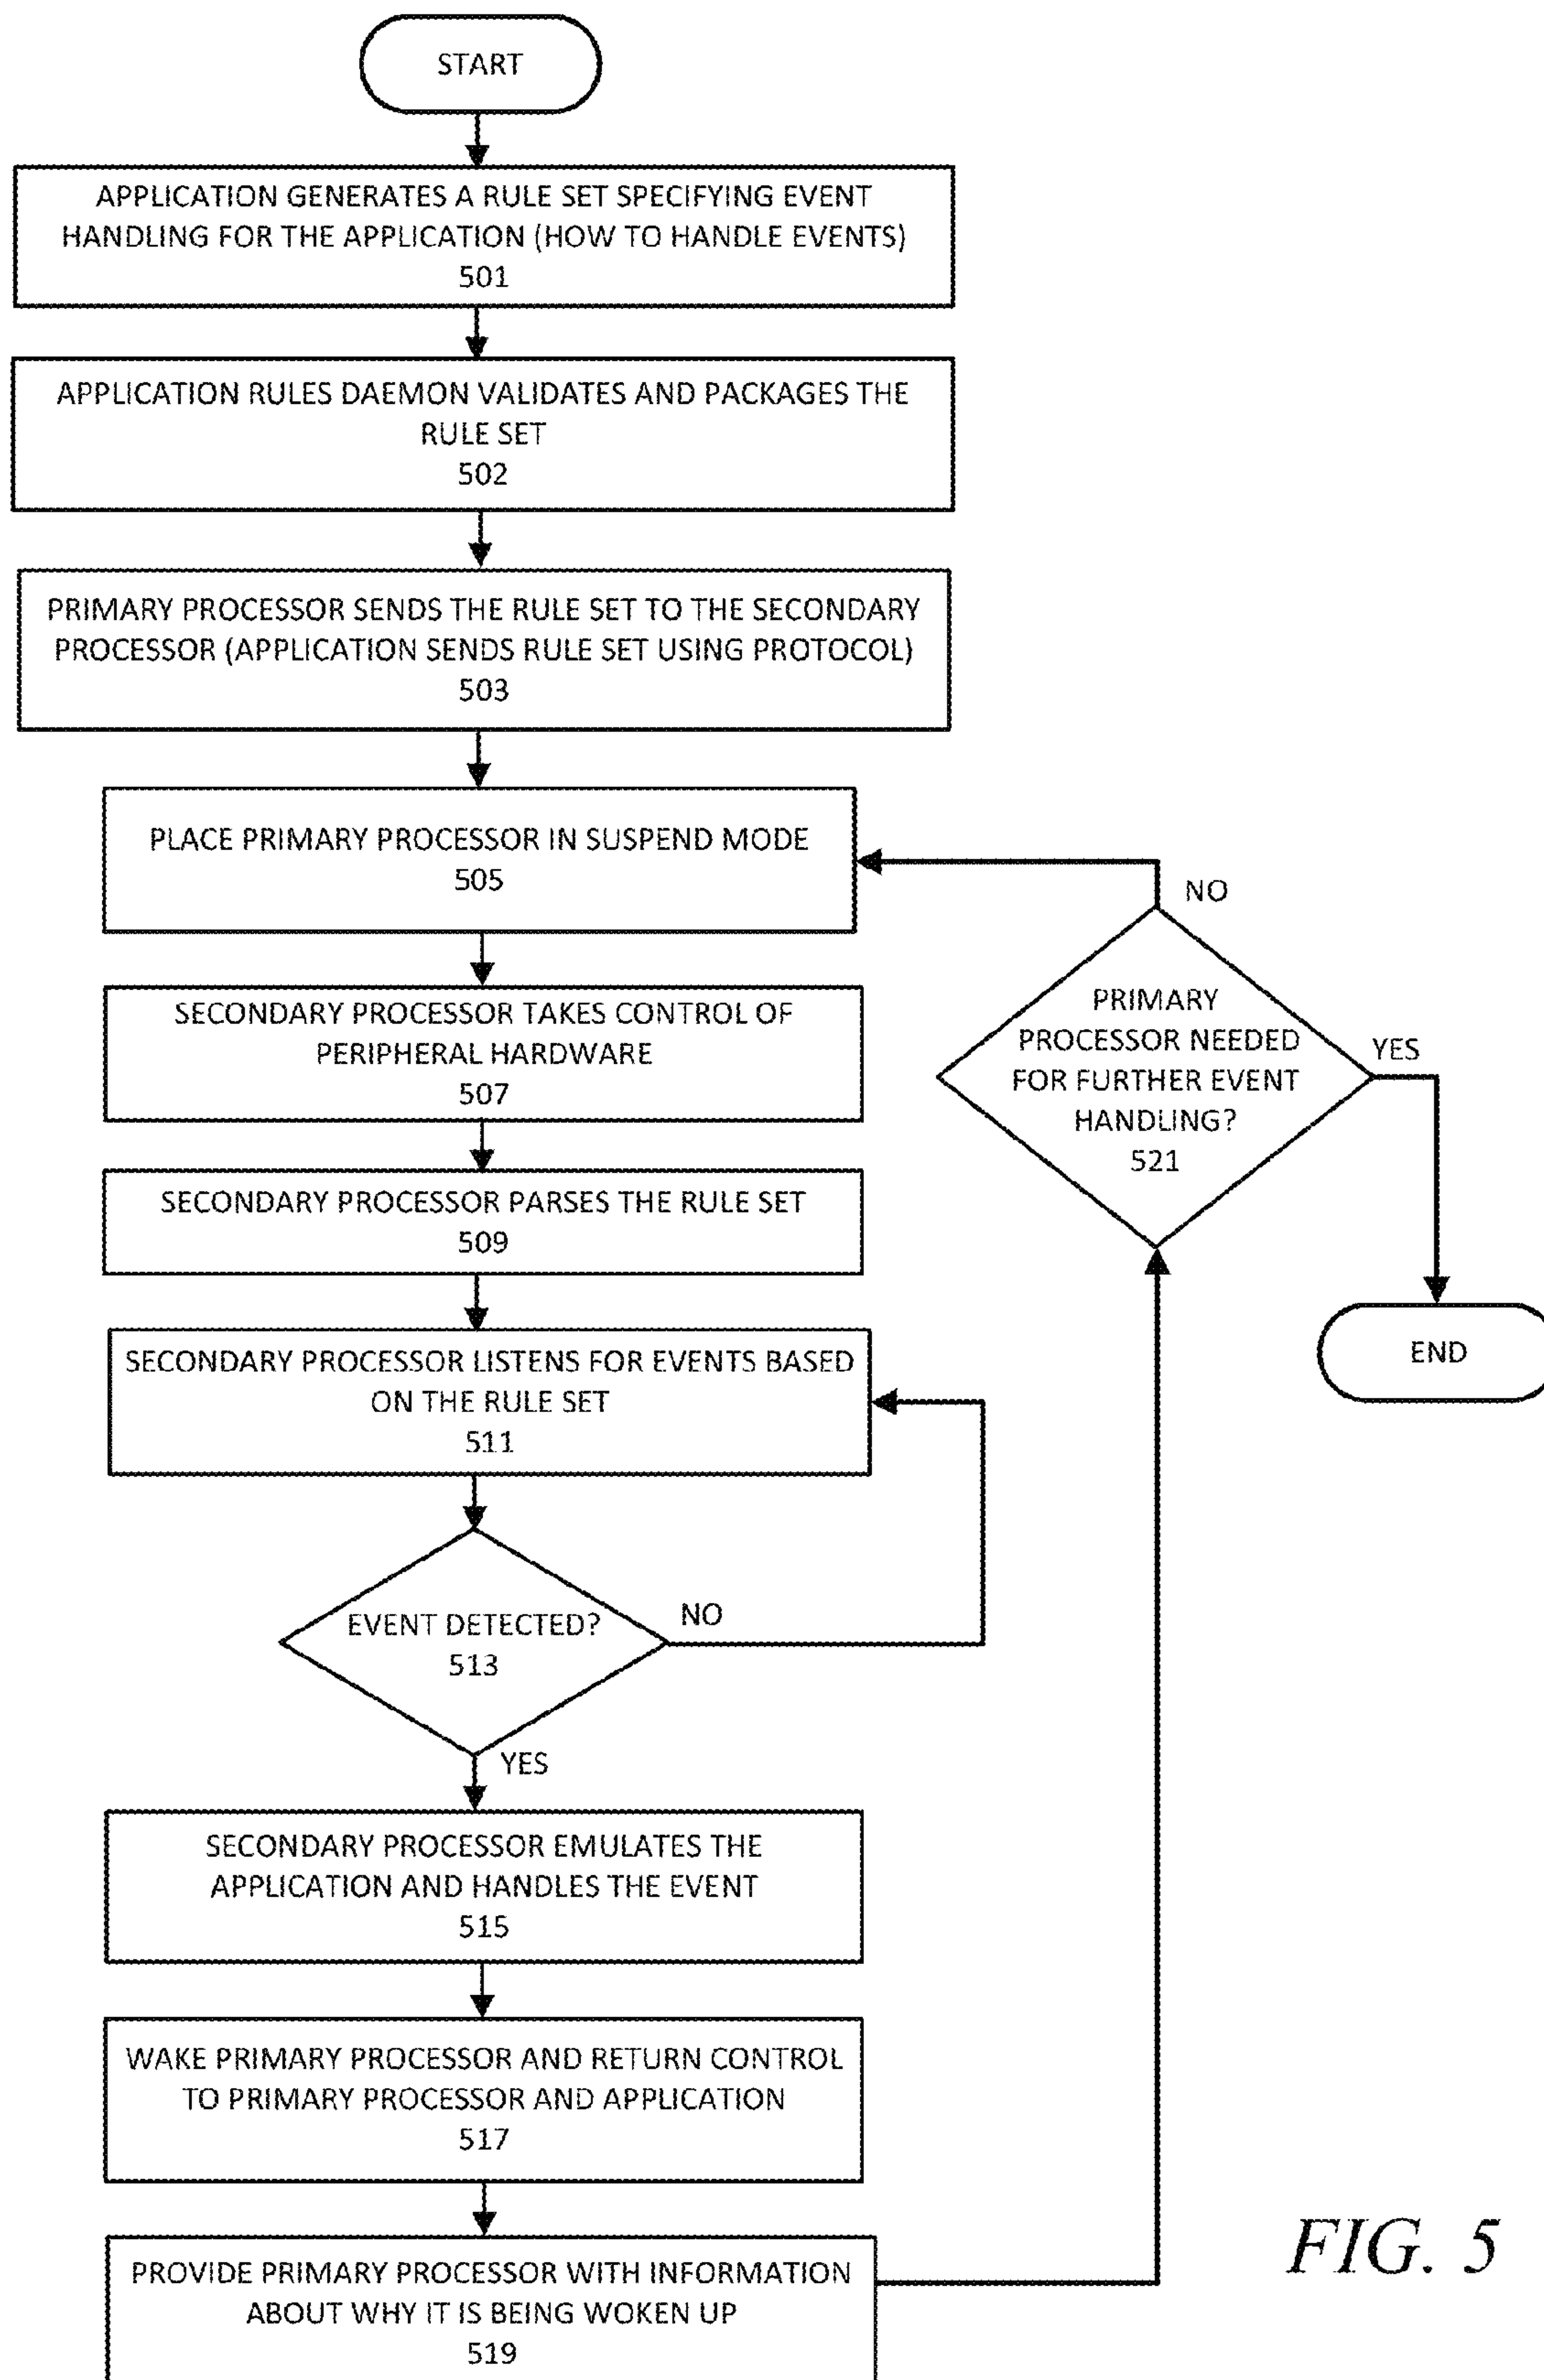 START
APPLICATION GENERATES A RULE SET SPECIFYING EVENT
HANDLING FOR THE APPLICATION (HOW TO HANDLE EVENTS)
501
APPLICATION RULES DAEMON VALIDATES AND PACKAGES THE
RULE SET
502
PRIMARY PROCESSOR SENDS THE RULE SET TO THE SECONDARY
PROCESSOR (APPLICATION SENDS RULE SET USING PROTOCOL)
503
PLACE PRIMARY PROCESSOR IN SUSPEND MODE
505
SECONDARY PROCESSOR TAKES CONTROL OF
PERIPHERAL HARDWARE
507
SECONDARY PROCESSOR PARSES THE RULE SET
509
SECONDARY PROCESSOR LISTENS FOR EVENTS BASED
ON THE RULE SET
511
EVENT DETECTED?
513
NO
YES
SECONDARY PROCESSOR EMULATES THE
APPLICATION AND HANDLES THE EVENT
515
WAKE PRIMARY PROCESSOR AND RETURN CONTROL
TO PRIMARY PROCESSOR AND APPLICATION
517
PROVIDE PRIMARY PROCESSOR WITH INFORMATION
ABOUT WHY IT IS BEING WOKEN UP
519
NO
PRIMARY
PROCESSOR NEEDED
FOR FURTHER EVENT
HANDLING?
521
YES
END
FIG. 5